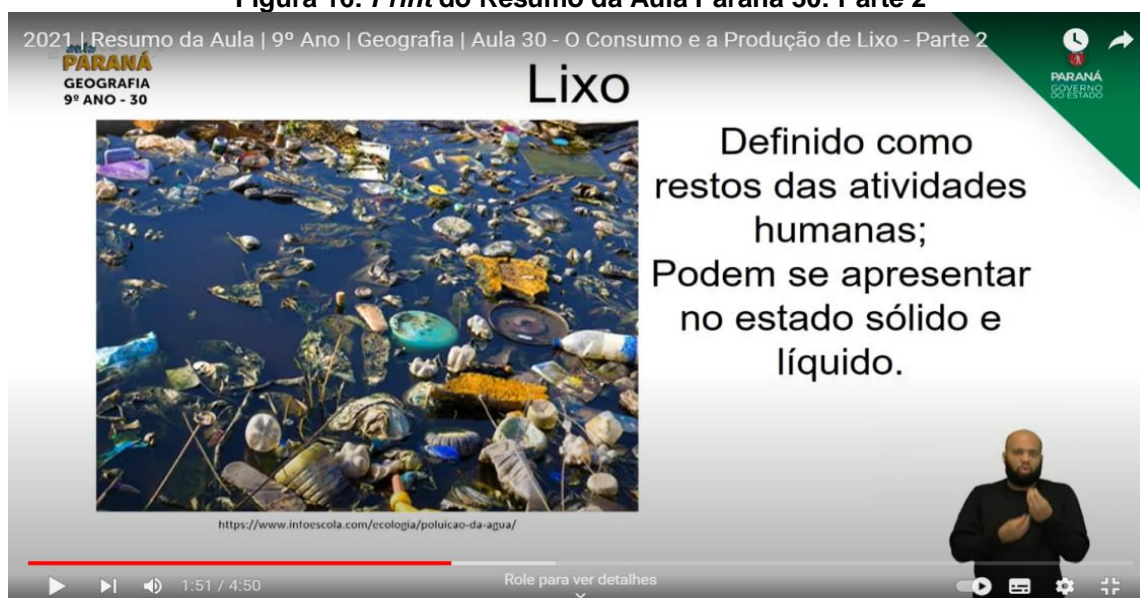 Figura 16: Print do Resumo da Aula Paraná 30: Parte 2
2021 | Resumo da Aula | 9º Ano | Geografia | Aula 30 - O Consumo e a Produção de Lixo - Parte 2
aula
PARANÁ
GEOGRAFIA
9º ANO - 30
PARANÁ
GOVERNO
DO ESTADO
Lixo
Definido como
restos das atividades
humanas;
Podem se apresentar
no estado sólido e
líquido.
https://www.infoescola.com/ecologia/poluicao-da-agua/
1:51 / 4:50
Role para ver detalhes